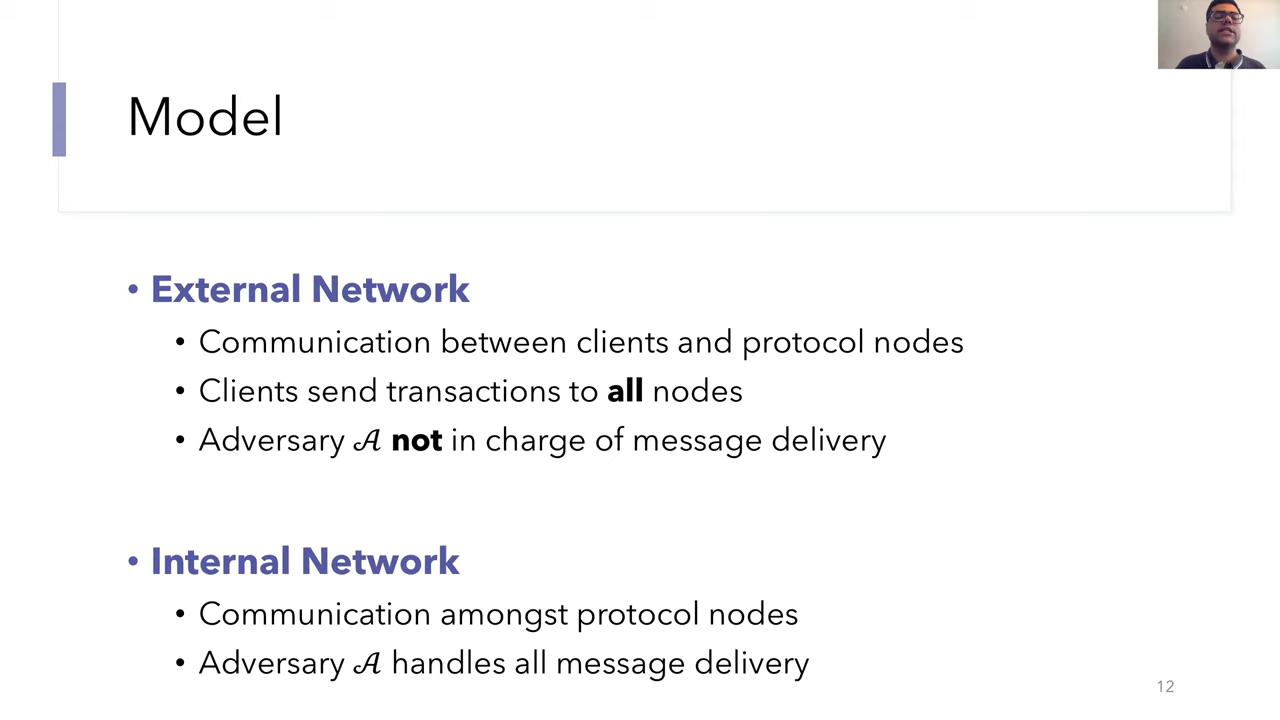 Model
• External Network
• Communication between clients and protocol nodes
• Clients send transactions to all nodes
• Adversary 𝒜 not in charge of message delivery
• Internal Network
• Communication amongst protocol nodes
• Adversary 𝒜 handles all message delivery
12